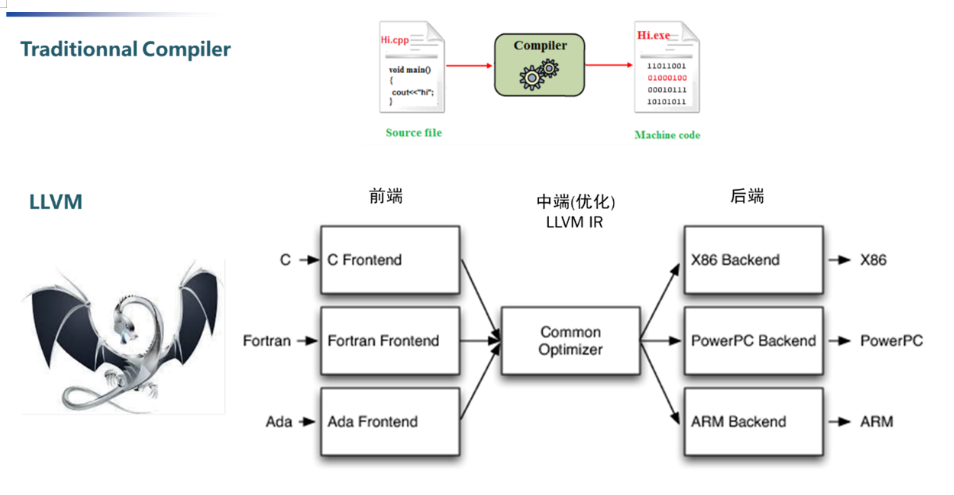 Traditionnal Compiler
Hi.cpp
void main()
{
cout<<"hi";
}
Source file
Compiler
Hi.exe
11011001
01000100
00010111
10101011
Machine code
LLVM
前端
中端(优化)
LLVM IR
后端
C
C Frontend
X86 Backend
X86
Fortran
Fortran Frontend
Common
Optimizer
PowerPC Backend
PowerPC
Ada
Ada Frontend
ARM Backend
ARM